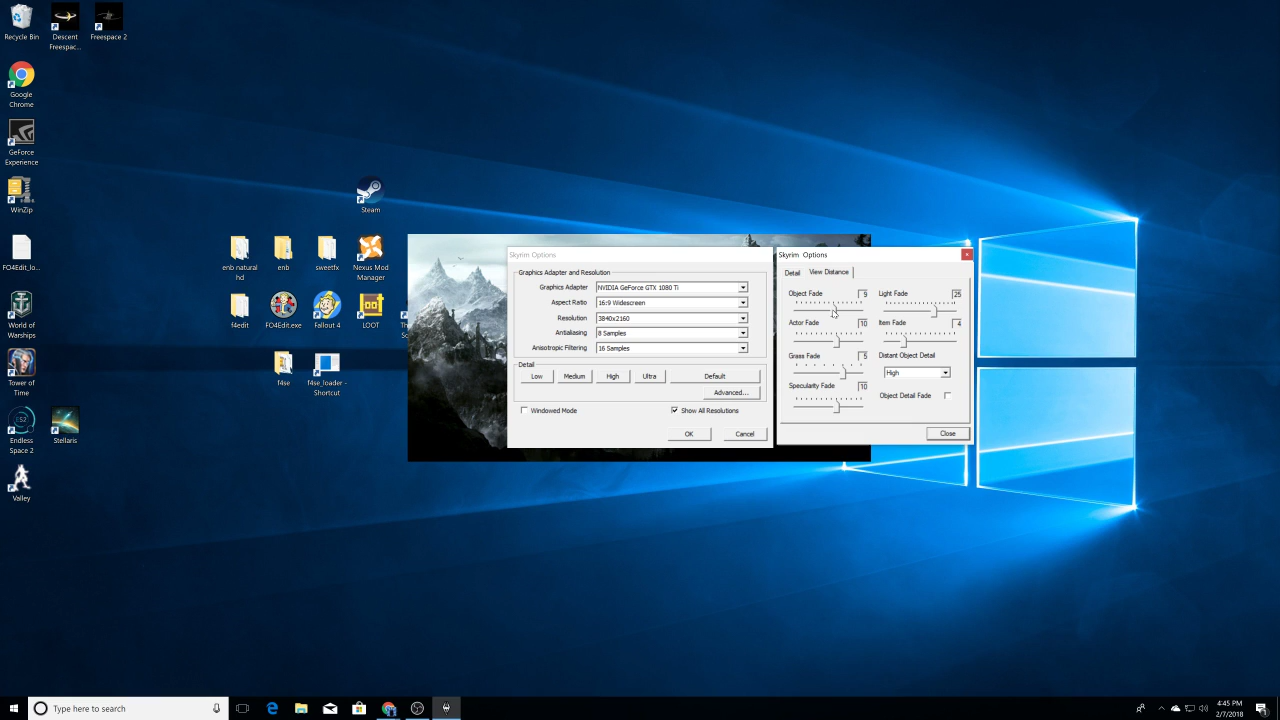 Recycle Bin
Descent
Freespac...
Freespace 2
Google
Chrome
GeForce
Experience
WinZip
FO4Edit_lo...
World of
Warships
Tower of
Time
Endless
Space 2
Stellaris
Valley
Steam
enb natural
hd
enb
sweetfx
Nexus Mod
Manager
f4edit
FO4Edit.exe
Fallout 4
LOOT
f4se
f4se_loader -
Shortcut
Skyrim Options
Graphics Adapter and Resolution
Graphics Adapter NVIDIA GeForce GTX 1080 Ti
Aspect Ratio 16:9 Widescreen
Resolution 3840x2160
Antialiasing 8 Samples
Anisotropic Filtering 16 Samples
Detail
Low Medium High Ultra Default
Advanced...
Windowed Mode Show All Resolutions
OK Cancel
Skyrim Options
Detail View Distance
Object Fade 9 Light Fade 25
Actor Fade 10 Item Fade 4
Grass Fade 5 Distant Object Detail
High
Specularity Fade 10
Object Detail Fade
Close
Type here to search
4:45 PM
2/7/2018